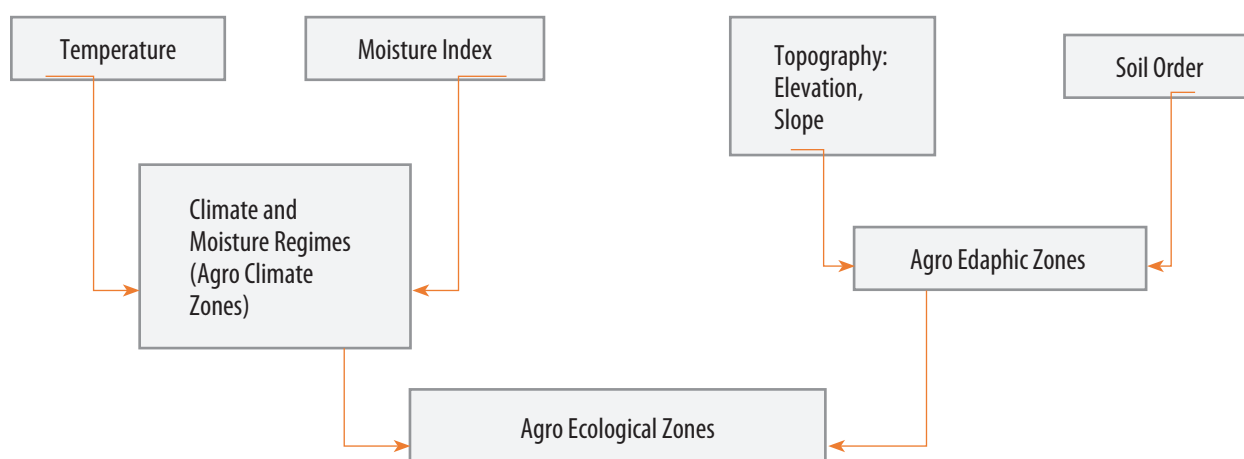 Temperature
Moisture Index
Topography:
Elevation,
Slope
Soil Order
Climate and
Moisture Regimes
(Agro Climate
Zones)
Agro Edaphic Zones
Agro Ecological Zones